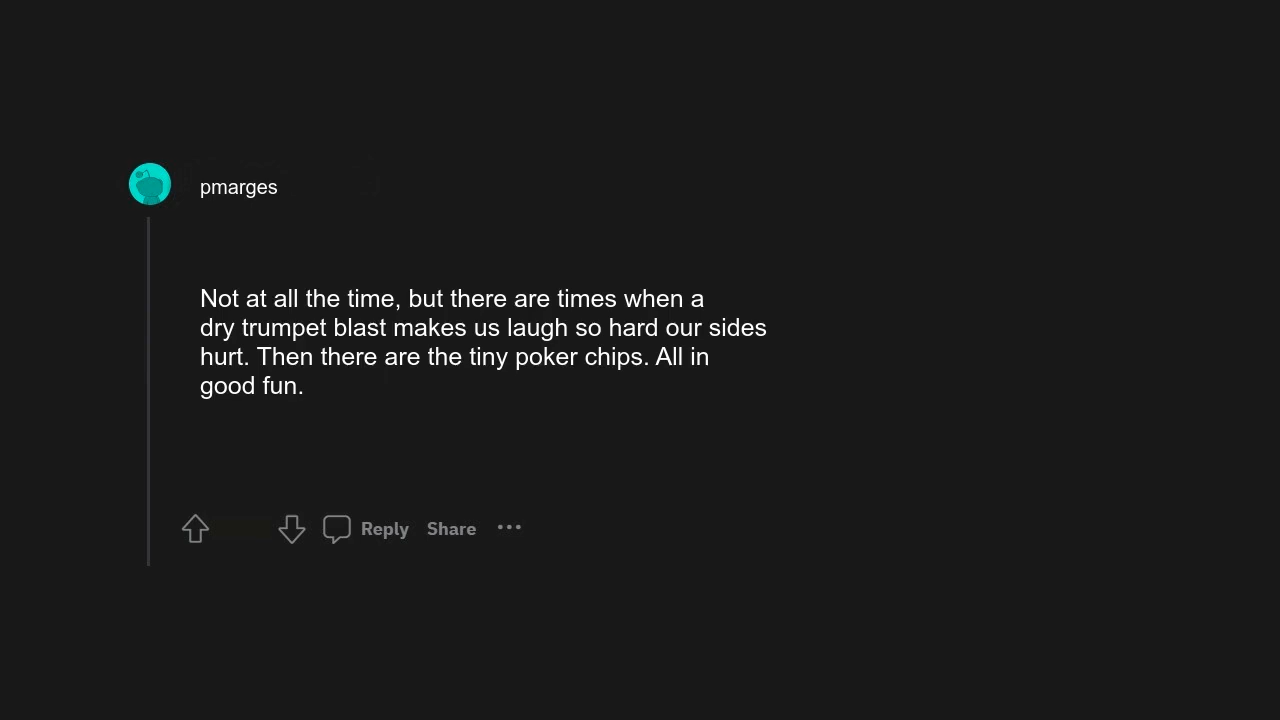 pmarges
Not at all the time, but there are times when a
dry trumpet blast makes us laugh so hard our sides
hurt. Then there are the tiny poker chips. All in
good fun.
Reply Share